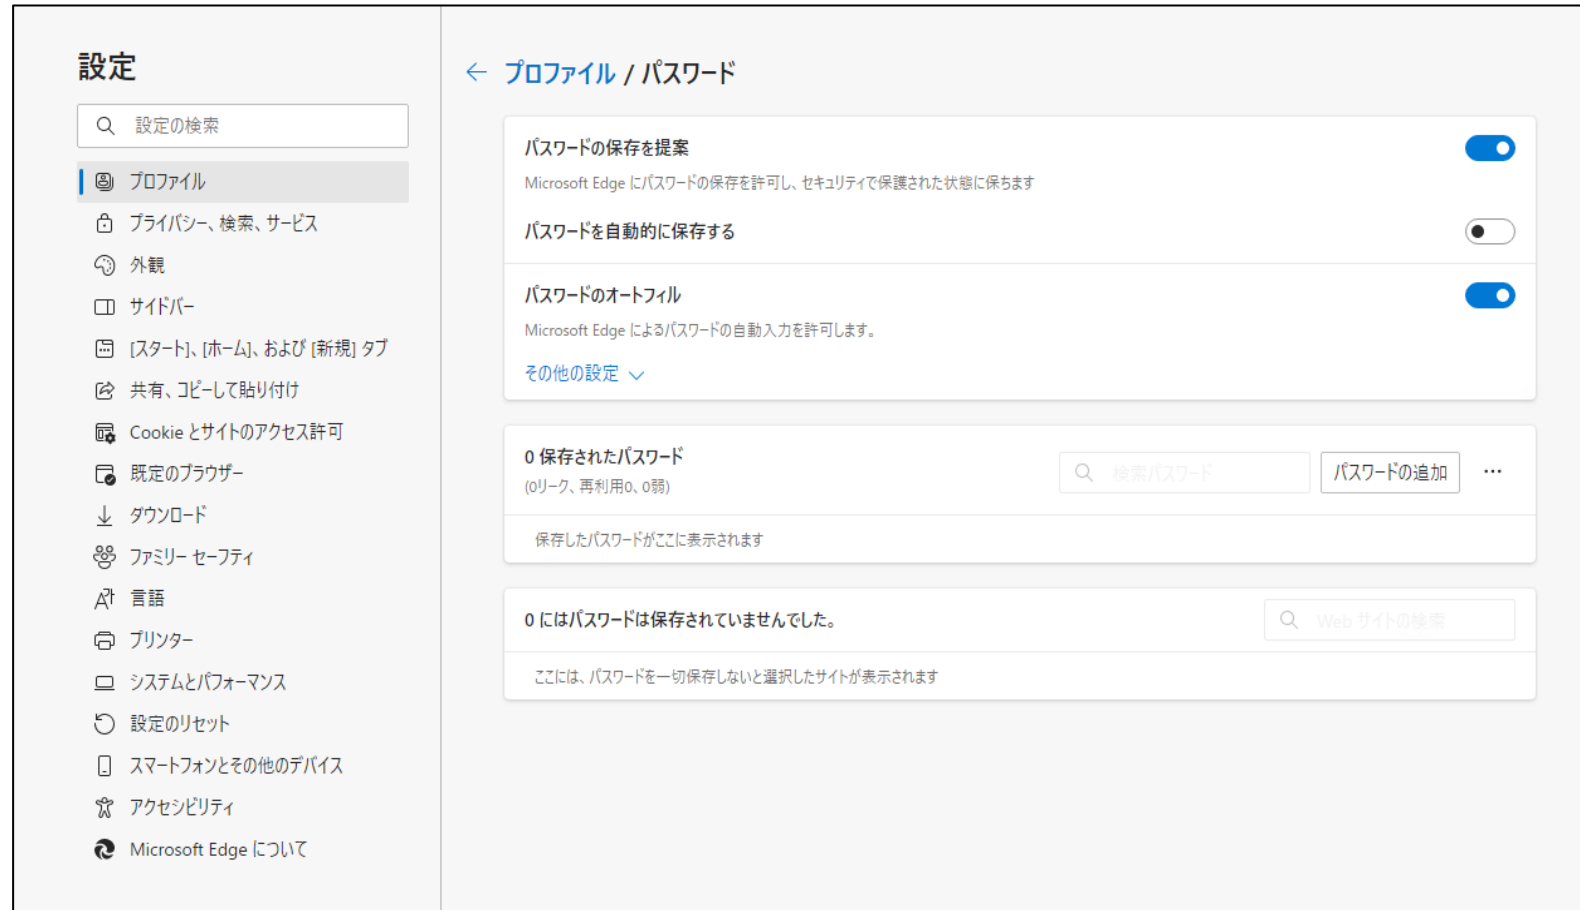 設定
設定の検索
プロファイル
プライバシー、検索、サービス
外観
サイドバー
[スタート]、[ホーム]、および [新規] タブ
共有、コピーして貼り付け
Cookie とサイトのアクセス許可
既定のブラウザー
ダウンロード
ファミリー セーフティ
言語
プリンター
システムとパフォーマンス
設定のリセット
スマートフォンとその他のデバイス
アクセシビリティ
Microsoft Edge について
プロファイル / パスワード
パスワードの保存を提案
Microsoft Edge にパスワードの保存を許可し、セキュリティで保護された状態に保ちます
パスワードを自動的に保存する
パスワードのオートフィル
Microsoft Edge によるパスワードの自動入力を許可します。
その他の設定
0 保存されたパスワード
(0リーク、再利用0、0弱)
検索パスワード
パスワードの追加
保存したパスワードがここに表示されます
0 にはパスワードは保存されていませんでした。
Web サイトの検索
ここには、パスワードを一切保存しないと選択したサイトが表示されます